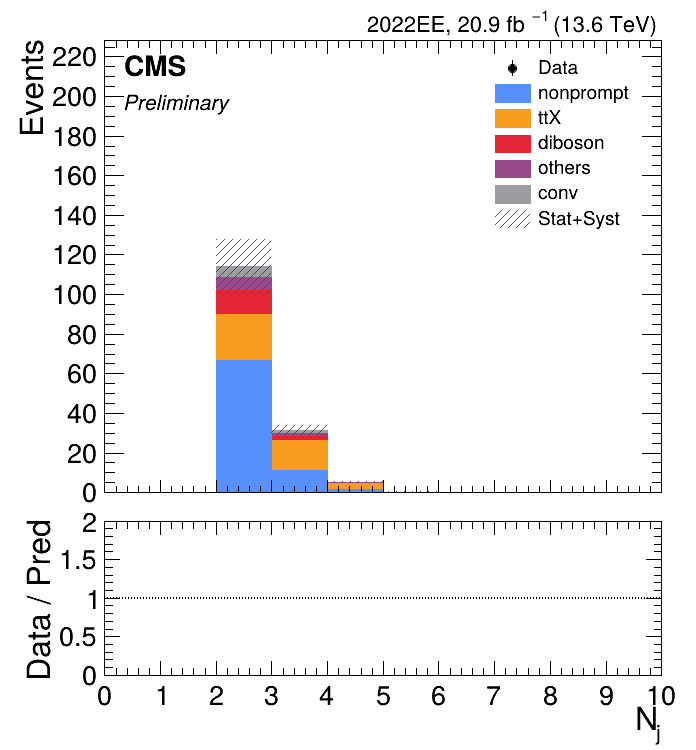 2022EE, 20.9 fb⁻¹ (13.6 TeV)
CMS
Preliminary
Events
220
200
180
160
140
120
100
80
60
40
20
0
Data
nonprompt
ttX
diboson
others
conv
Stat+Syst
Data / Pred
2
1.5
1
0.5
0
0 1 2 3 4 5 6 7 8 9 10
Nj